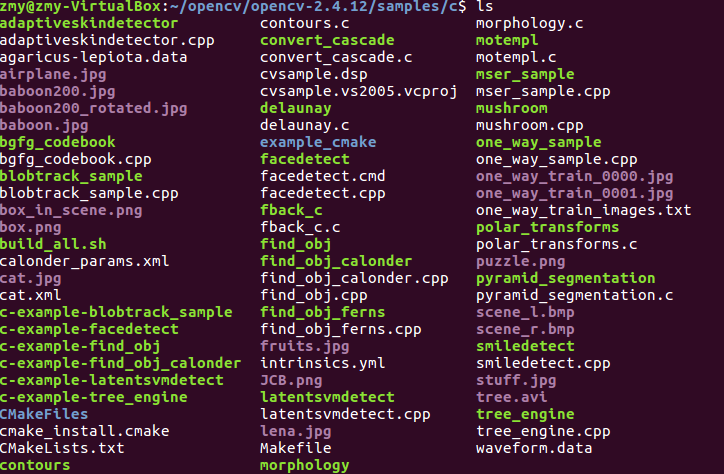 zmy@zmy-VirtualBox:~/opencv/opencv-2.4.12/samples/c$ ls
adaptiveskindetector contours.c morphology.c
adaptiveskindetector.cpp convert_cascade motempl
agaricus-lepiota.data convert_cascade.c motempl.c
airplane.jpg cvsample.dsp mser_sample
baboon200.jpg cvsample.vs2005.vcproj mser_sample.cpp
baboon200_rotated.jpg delaunay mushroom
baboon.jpg delaunay.c mushroom.cpp
bgfg_codebook example_cmake one_way_sample
bgfg_codebook.cpp facedetect one_way_sample.cpp
blobtrack_sample facedetect.cmd one_way_train_0000.jpg
blobtrack_sample.cpp facedetect.cpp one_way_train_0001.jpg
box_in_scene.png fback_c one_way_train_images.txt
box.png fback_c.c polar_transforms
build_all.sh find_obj polar_transforms.c
calonder_params.xml find_obj_calonder puzzle.png
cat.jpg find_obj_calonder.cpp pyramid_segmentation
cat.xml find_obj.cpp pyramid_segmentation.c
c-example-blobtrack_sample find_obj_ferns scene_l.bmp
c-example-facedetect find_obj_ferns.cpp scene_r.bmp
c-example-find_obj fruits.jpg smiledetect
c-example-find_obj_calonder intrinsics.yml smiledetect.cpp
c-example-latentsvmdetect JCB.png stuff.jpg
c-example-tree_engine latentsvmdetect tree.avi
CMakeFiles latentsvmdetect.cpp tree_engine
cmake_install.cmake lena.jpg tree_engine.cpp
CMakeLists.txt Makefile waveform.data
contours morphology